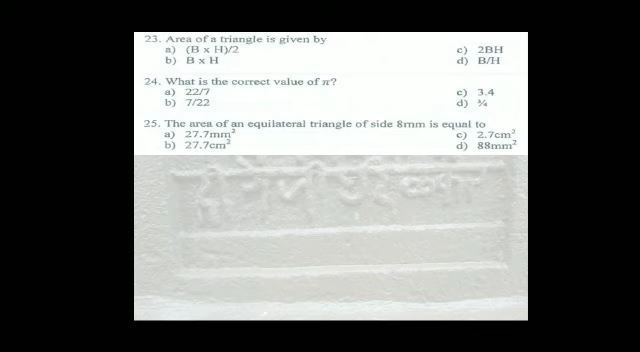 23. Area of a triangle is given by
a) (B x H)/2 c) 2BH
b) B x H d) B/H
24. What is the correct value of π?
a) 22/7 c) 3.4
b) 7/22 d) ¾
25. The area of an equilateral triangle of side 8mm is equal to
a) 27.7mm² c) 2.7cm²
b) 27.7cm² d) 88mm²